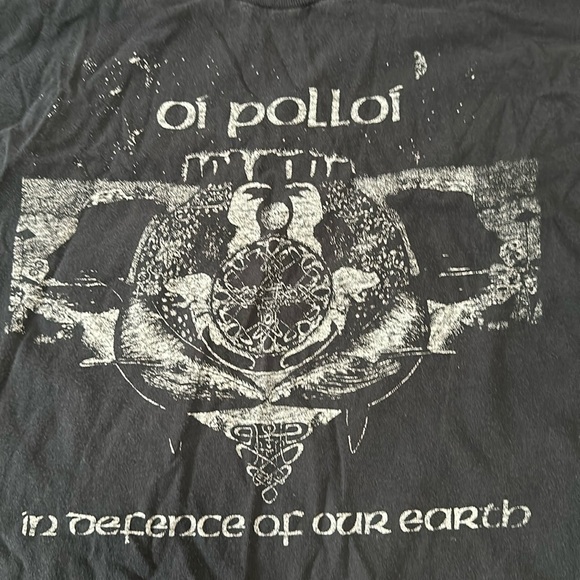 oi polloi
in defence of our earth